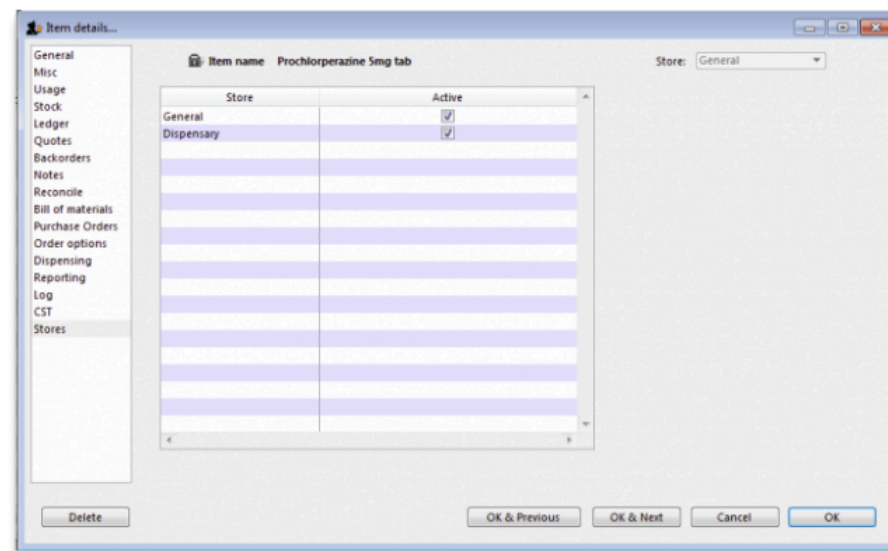 Item details...
General
Misc
Usage
Stock
Ledger
Quotes
Backorders
Notes
Reconcile
Bill of materials
Purchase Orders
Order options
Dispensing
Reporting
Log
CST
Stores
Item name Prochlorperazine 5mg tab
Store: General
Store Active
General
Dispensary
Delete
OK & Previous
OK & Next
Cancel
OK